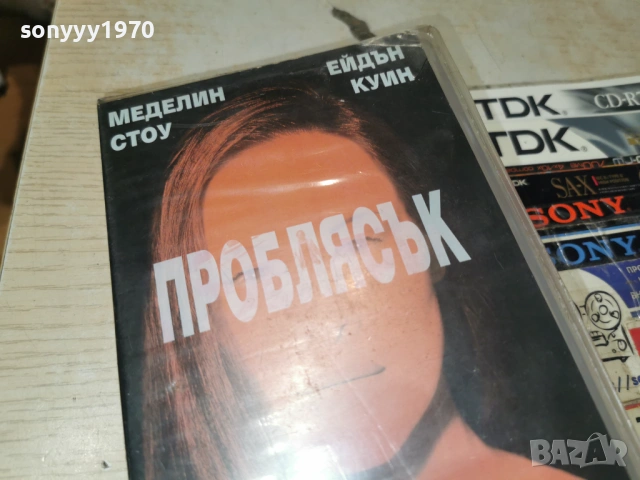 sonyyy1970
МЕДЕЛИН
СТОУ
ЕЙДЪН
КУИН
ПРОБЛЯСЪК
TDK
CD-R
TDK
SA-X
SONY
SONY
BAZAR